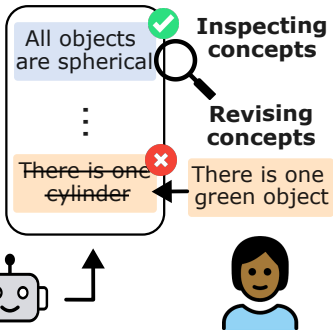 All objects
are spherical
Inspecting
concepts
Revising
concepts
There is one
cylinder
There is one
green object